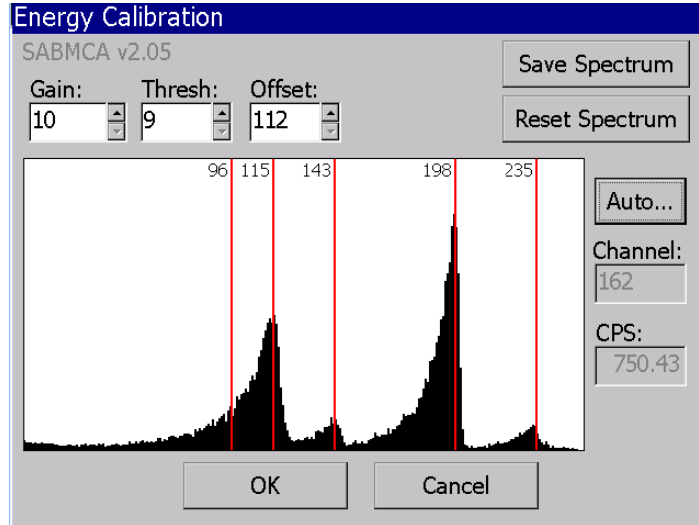 Energy Calibration
SABMCA v2.05
Save Spectrum
Gain: Thresh: Offset:
10 9 112
Reset Spectrum
96 115 143 198 235
Auto...
Channel:
162
CPS:
750.43
OK Cancel